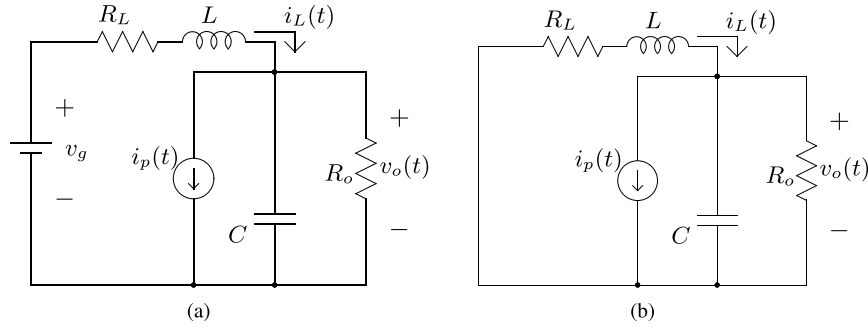 R_L L i_L(t)
+
v_g
−
i_p(t)
C
R_o
+
v_o(t)
−
(a)
R_L L i_L(t)
i_p(t)
C
R_o
+
v_o(t)
−
(b)